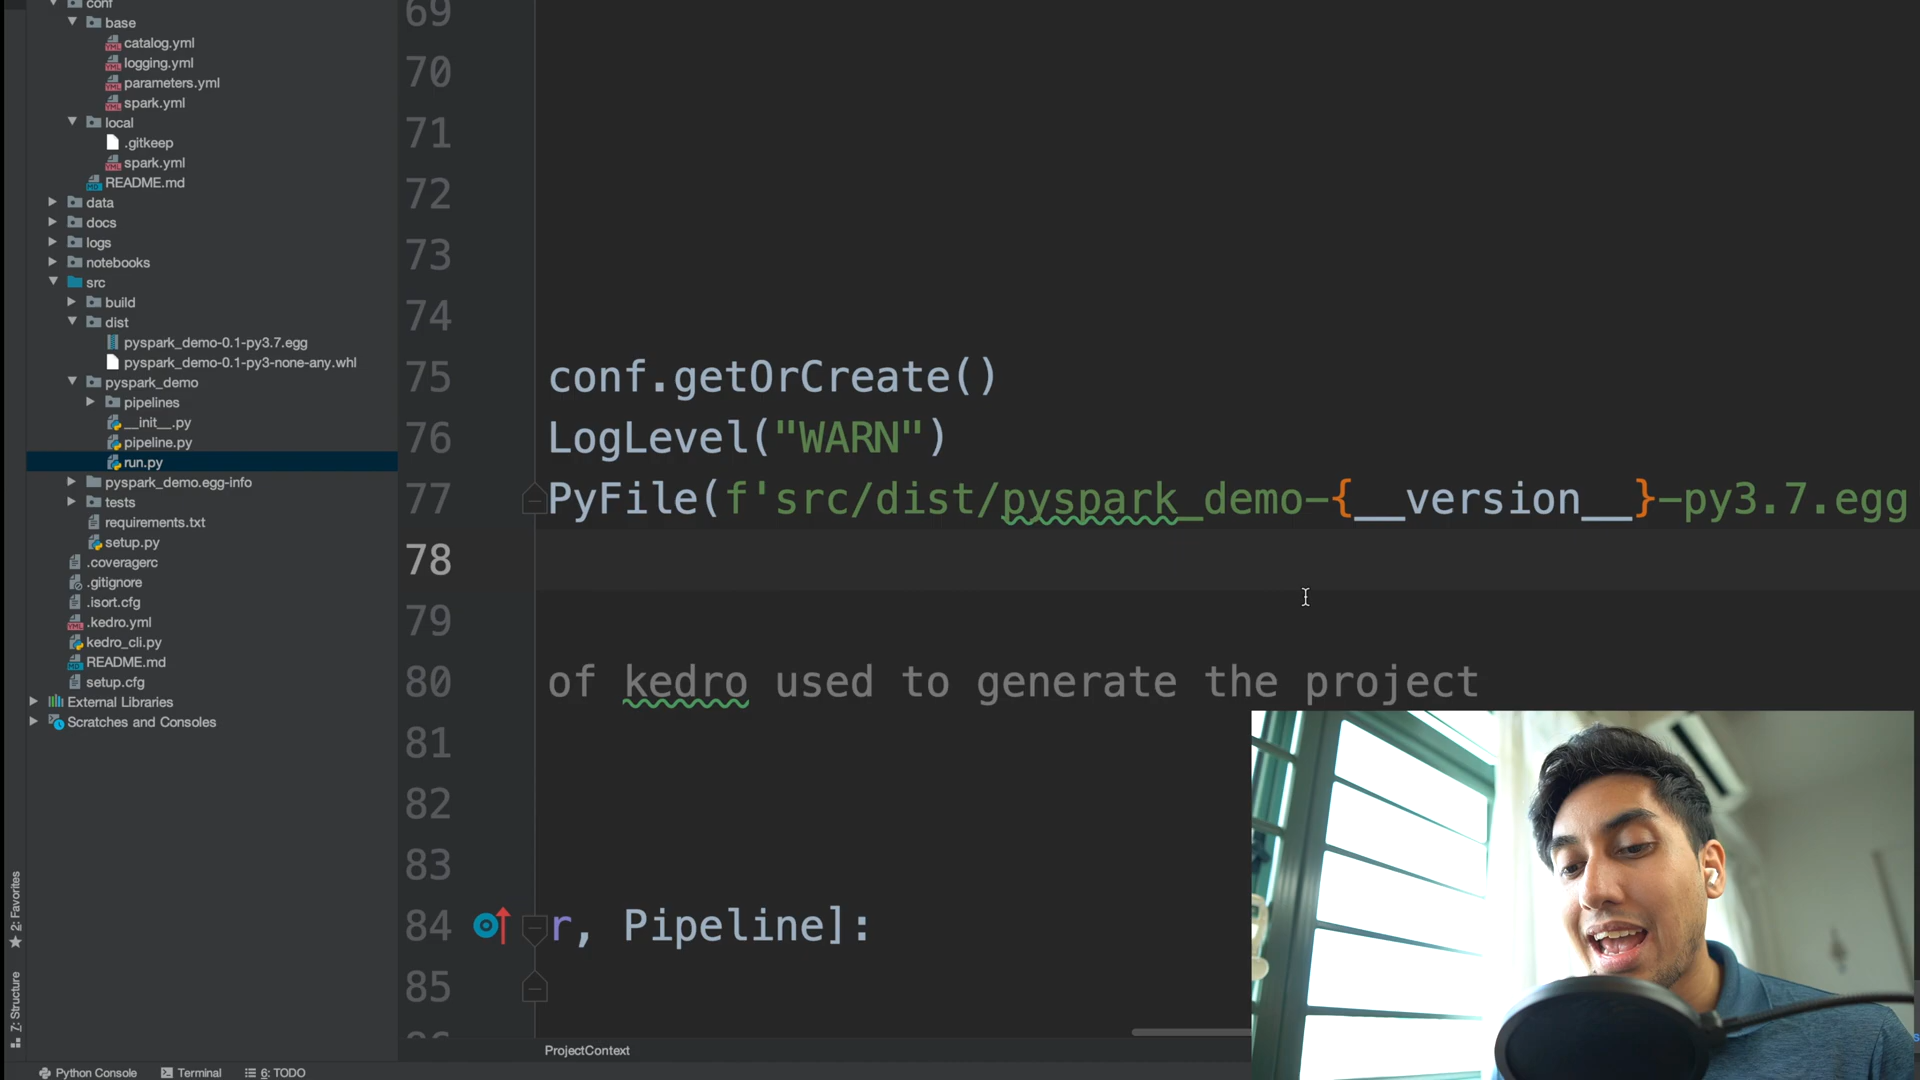 conf
base
catalog.yml
logging.yml
parameters.yml
spark.yml
local
.gitkeep
spark.yml
README.md
data
docs
logs
notebooks
src
build
dist
pyspark_demo-0.1-py3.7.egg
pyspark_demo-0.1-py3-none-any.whl
pyspark_demo
pipelines
__init__.py
pipeline.py
run.py
pyspark_demo.egg-info
tests
requirements.txt
setup.py
.coveragerc
.gitignore
.isort.cfg
.kedro.yml
kedro_cli.py
README.md
setup.cfg
External Libraries
Scratches and Consoles
2: Favorites
7: Structure
69
70
71
72
73
74
75 conf.getOrCreate()
76 LogLevel("WARN")
77 PyFile(f'src/dist/pyspark_demo-{__version__}-py3.7.egg
78
79
80 of kedro used to generate the project
81
82
83
84 r, Pipeline]:
85
ProjectContext
Python Console
Terminal
6: TODO